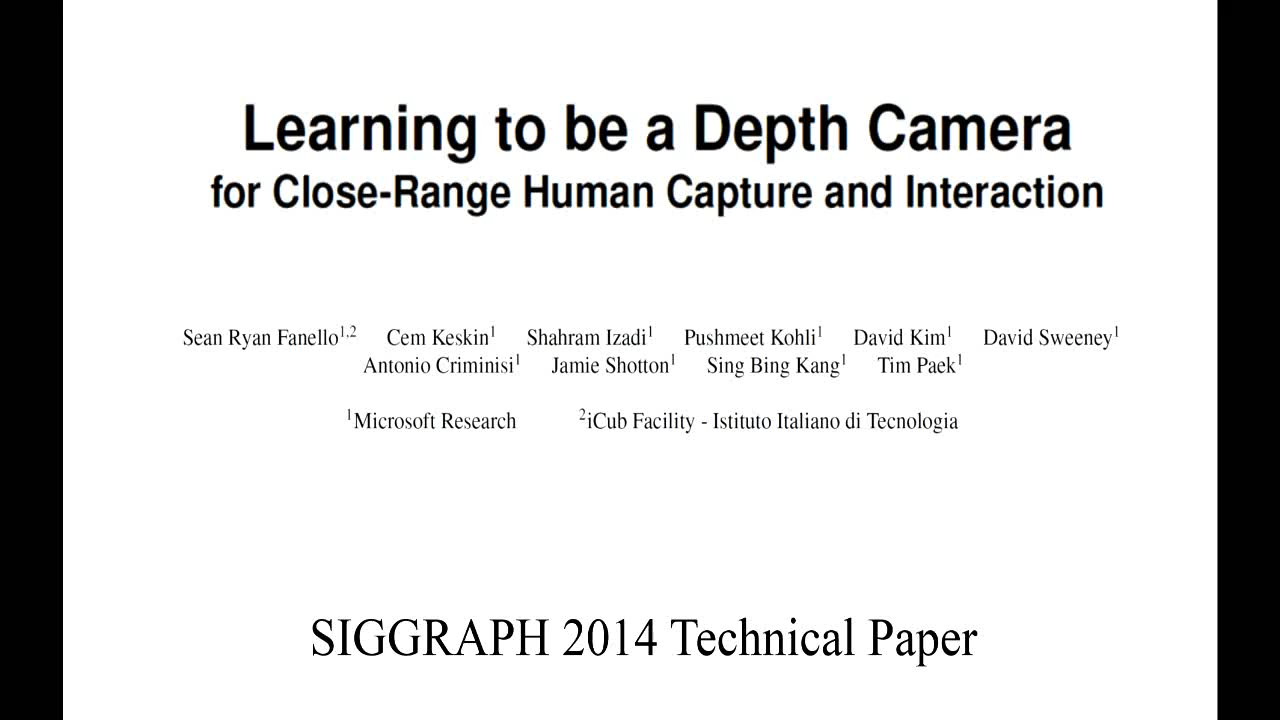 Learning to be a Depth Camera
for Close-Range Human Capture and Interaction
Sean Ryan Fanello1,2 Cem Keskin1 Shahram Izadi1 Pushmeet Kohli1 David Kim1 David Sweeney1
Antonio Criminisi1 Jamie Shotton1 Sing Bing Kang1 Tim Paek1
1Microsoft Research 2iCub Facility - Istituto Italiano di Tecnologia
SIGGRAPH 2014 Technical Paper